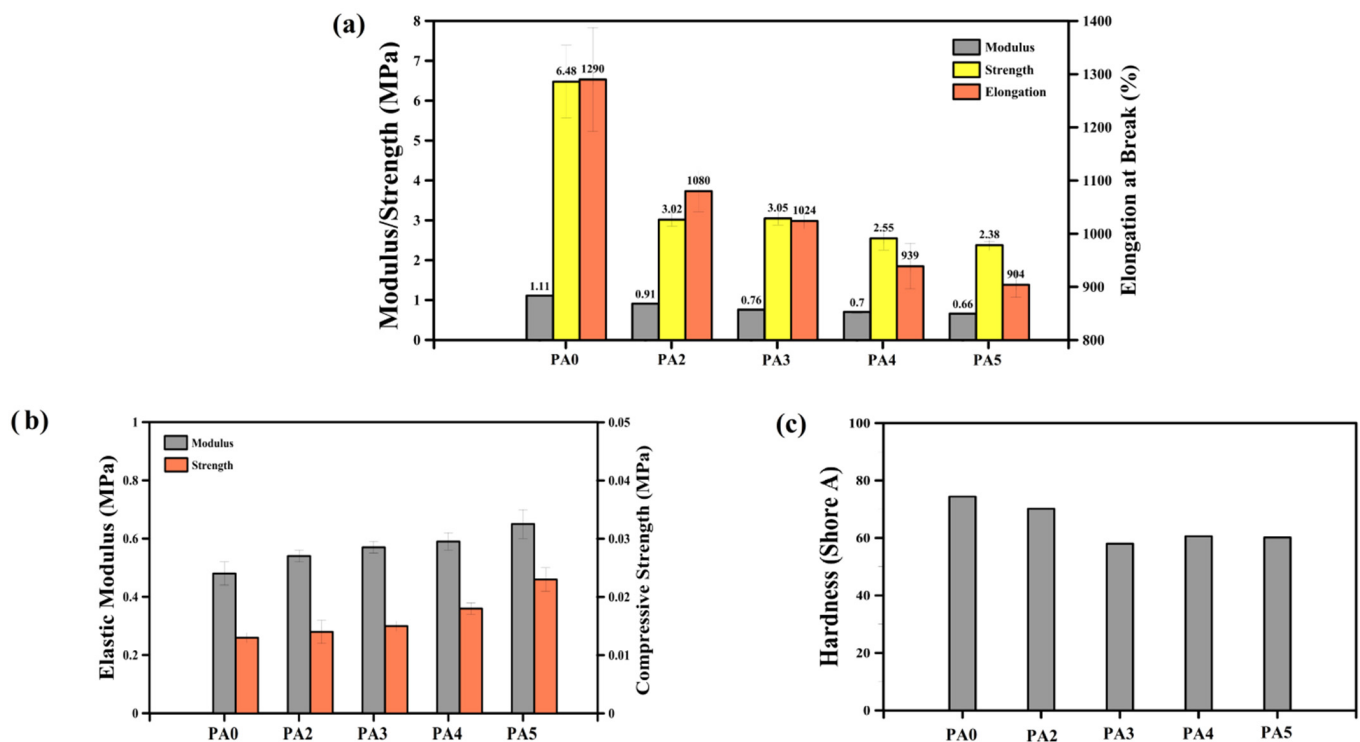 (a)
Modulus/Strength (MPa)
8
7
6
5
4
3
2
1
0
1400
1300
1200
1100
1000
900
800
Elongation at Break (%)
Modulus
Strength
Elongation
6.48 1290
1.11
3.02 1080
0.91
3.05 1024
0.76
2.55 939
0.7
2.38 904
0.66
PA0 PA2 PA3 PA4 PA5
(b)
Elastic Modulus (MPa)
1
0.8
0.6
0.4
0.2
0
0.05
0.04
0.03
0.02
0.01
0
Compressive Strength (MPa)
Modulus
Strength
PA0 PA2 PA3 PA4 PA5
(c)
Hardness (Shore A)
100
80
60
40
20
0
PA0 PA2 PA3 PA4 PA5